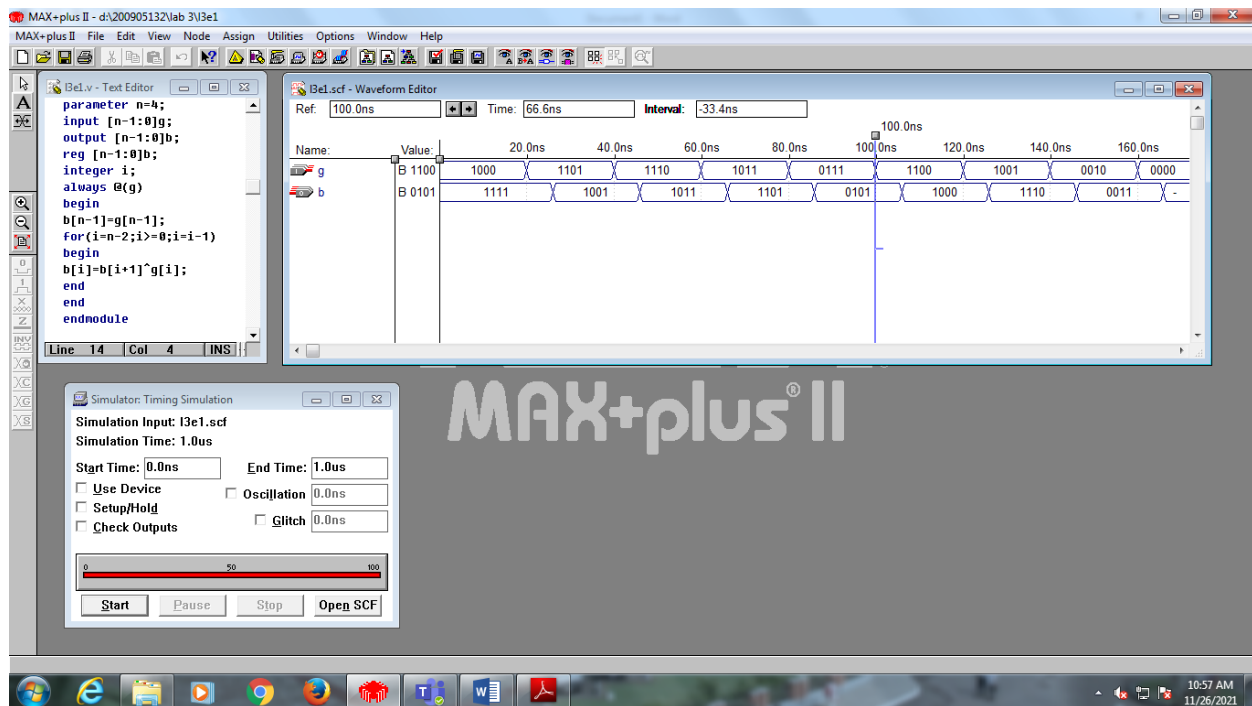 MAX+plus II - d:\200905132\lab 3\l3e1
MAX+plus II File Edit View Node Assign Utilities Options Window Help
l3e1.v - Text Editor
parameter n=4;
input [n-1:0]g;
output [n-1:0]b;
reg [n-1:0]b;
integer i;
always @(g)
begin
b[n-1]=g[n-1];
for(i=n-2;i>=0;i=i-1)
begin
b[i]=b[i+1]^g[i];
end
end
endmodule
Line 14 Col 4 INS
l3e1.scf - Waveform Editor
Ref: 100.0ns Time: 66.6ns Interval: -33.4ns
100.0ns
Name: Value: 20.0ns 40.0ns 60.0ns 80.0ns 100.0ns 120.0ns 140.0ns 160.0ns
g B 1100 1000 1101 1110 1011 0111 1100 1001 0010 0000
b B 0101 1111 1001 1011 1101 0101 1000 1110 0011 -
MAX+plus® II
Simulator: Timing Simulation
Simulation Input: l3e1.scf
Simulation Time: 1.0us
Start Time: 0.0ns End Time: 1.0us
Use Device
Oscillation 0.0ns
Setup/Hold
Glitch 0.0ns
Check Outputs
0 50 100
Start Pause Stop Open SCF
10:57 AM
11/26/2021